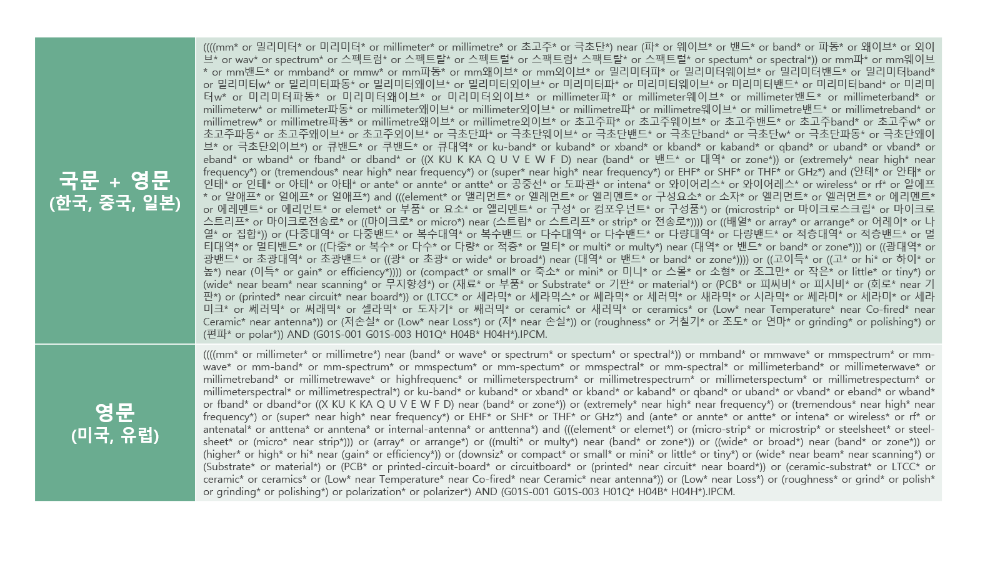 국문 + 영문
(한국, 중국, 일본)
((((mm* or 밀리미터* or 미리미터* or millimeter* or millimetre* or 초고주* or 극초단*) near (파* or 웨이브* or 밴드* or band* or 파동* or 왜이브* or 외이
브* or wav* or spectrum* or 스펙트럼* or 스펙트랄* or 스펙트럴* or 스팩트럼* 스팩트랄* or 스팩트럴* or spectum* or spectral*)) or mm파* or mm웨이브
* or mm밴드* or mmband* or mmw* or mm파동* or mm왜이브* or mm외이브* or 밀리미터파* or 밀리미터웨이브* or 밀리미터밴드* or 밀리미터band*
or 밀리미터w* or 밀리미터파동* or 밀리미터왜이브* or 밀리미터외이브* or 미리미터파* or 미리미터웨이브* or 미리미터밴드* or 미리미터band* or 미리미
터w* or 미리미터파동* or 미리미터왜이브* or 미리미터외이브* or millimeter파* or millimeter웨이브* or millimeter밴드* or millimeterband* or
millimeterw* or millimeter파동* or millimeter왜이브* or millimeter외이브* or millimetre파* or millimetre웨이브* or millimetre밴드* or millimetreband* or
millimetrew* or millimetre파동* or millimetre왜이브* or millimetre외이브* or 초고주파* or 초고주웨이브* or 초고주밴드* or 초고주band* or 초고주w* or
초고주파동* or 초고주왜이브* or 초고주외이브* or 극초단파* or 극초단웨이브* or 극초단밴드* or 극초단band* or 극초단w* or 극초단파동* or 극초단왜이
브* or 극초단외이브*) or 큐밴드* or 쿠밴드* or 큐대역* or ku-band* or kuband* or xband* or kband* or kaband* or qband* or uband* or vband* or
eband* or wband* or fband* or dband* or ((X KU K KA Q U V E W F D) near (band* or 밴드* or 대역* or zone*)) or (extremely* near high* near
frequency*) or (tremendous* near high* near frequency*) or (super* near high* near frequency*) or EHF* or SHF* or THF* or GHz*) and (안테* or 안태* or
인태* or 인테* or 아테* or 아태* or ante* or annte* or antte* or 공중선* or 도파관* or intena* or 와이어리스* or 와이어레스* or wireless* or rf* or 알에프
* or 알애프* or 얼에프* or 얼애프*) and (((element* or 앨리먼트* or 엘레먼트* or 엘리멘트* or 구성요소* or 소자* or 엘리먼트* or 엘러먼트* or 에리멘트*
or 에레멘트* or 에리먼트* or elemet* or 부품* or 요소* or 앨리멘트* or 구성* or 컴포우넌트* or 구성품*) or (microstrip* or 마이크로스크립* or 마이크로
스트리프* or 마이크로전송로* or ((마이크로* or micro*) near (스트립* or 스트리프* or strip* or 전송로*)))) or ((배열* or array* or arrange* or 어레이* or 나
열* or 집합*)) or (다중대역* or 다중밴드* or 복수대역* or 복수밴드 or 다수대역* or 다수밴드* or 다량대역* or 다량밴드* or 적층대역* or 적층밴드* or 멀
티대역* or 멀티밴드* or ((다중* or 복수* or 다수* or 다량* or 적층* or 멀티* or multi* or multy*) near (대역* or 밴드* or band* or zone*))) or ((광대역* or
광밴드* or 초광대역* or 초광밴드* or ((광* or 초광* or wide* or broad*) near (대역* or 밴드* or band* or zone*)))) or ((고이득* or ((고* or hi* or 하이* or
높*) near (이득* or gain* or efficiency*)))) or (compact* or small* or 축소* or mini* or 미니* or 스몰* or 소형* or 조그만* or 작은* or little* or tiny*) or
(wide* near beam* near scanning* or 무지향성*) or (재료* or 부품* or Substrate* or 기판* or material*) or (PCB* or 피씨비* or 피시비* or (회로* near 기
판*) or (printed* near circuit* near board*)) or (LTCC* or 세라믹* or 세라믹스* or 쎄라믹* or 세러믹* or 새라믹* or 시라믹* or 쎄라미* or 세라미* or 세라
미크* or 쎄러믹* or 써래믹* or 셀라믹* or 도자기* or 쌔러믹* or ceramic* or 새러믹* or ceramics* or (Low* near Temperature* near Co-fired* near
Ceramic* near antenna*)) or (저손실* or (Low* near Loss*) or (저* near 손실*)) or (roughness* or 거칠기* or 조도* or 연마* or grinding* or polishing*) or
(편파* or polar*)) AND (G01S-001 G01S-003 H01Q* H04B* H04H*).IPCM.
영문
(미국, 유럽)
((((mm* or millimeter* or millimetre*) near (band* or wave* or spectrum* or spectum* or spectral*)) or mmband* or mmwave* or mmspectrum* or mm-
wave* or mm-band* or mm-spectrum* or mmspectum* or mm-spectum* or mmspectral* or mm-spectral* or millimeterband* or millimeterwave* or
millimetreband* or millimetrewave* or highfrequenc* or millimeterspectrum* or millimetrespectrum* or millimeterspectum* or millimetrespectum* or
millimeterspectral* or millimetrespectral*) or ku-band* or kuband* or xband* or kband* or kaband* or qband* or uband* or vband* or eband* or wband*
or fband* or dband*or ((X KU K KA Q U V E W F D) near (band* or zone*)) or (extremely* near high* near frequency*) or (tremendous* near high* near
frequency*) or (super* near high* near frequency*) or EHF* or SHF* or THF* or GHz*) and (ante* or annte* or antte* or intena* or wireless* or rf* or
antenatal* or anttena* or anntena* or internal-antenna* or anttenna*) and (((element* or elemet*) or (micro-strip* or microstrip* or steelsheet* or steel-
sheet* or (micro* near strip*))) or (array* or arrange*) or ((multi* or multy*) near (band* or zone*)) or ((wide* or broad*) near (band* or zone*)) or
(higher* or high* or hi* near (gain* or efficiency*)) or (downsiz* or compact* or small* or mini* or little* or tiny*) or (wide* near beam* near scanning*) or
(Substrate* or material*) or (PCB* or printed-circuit-board* or circuitboard* or (printed* near circuit* near board*)) or (ceramic-substrat* or LTCC* or
ceramic* or ceramics* or (Low* near Temperature* near Co-fired* near Ceramic* near antenna*)) or (Low* near Loss*) or (roughness* or grind* or polish*
or grinding* or polishing*) or polarization* or polarizer*) AND (G01S-001 G01S-003 H01Q* H04B* H04H*).IPCM.